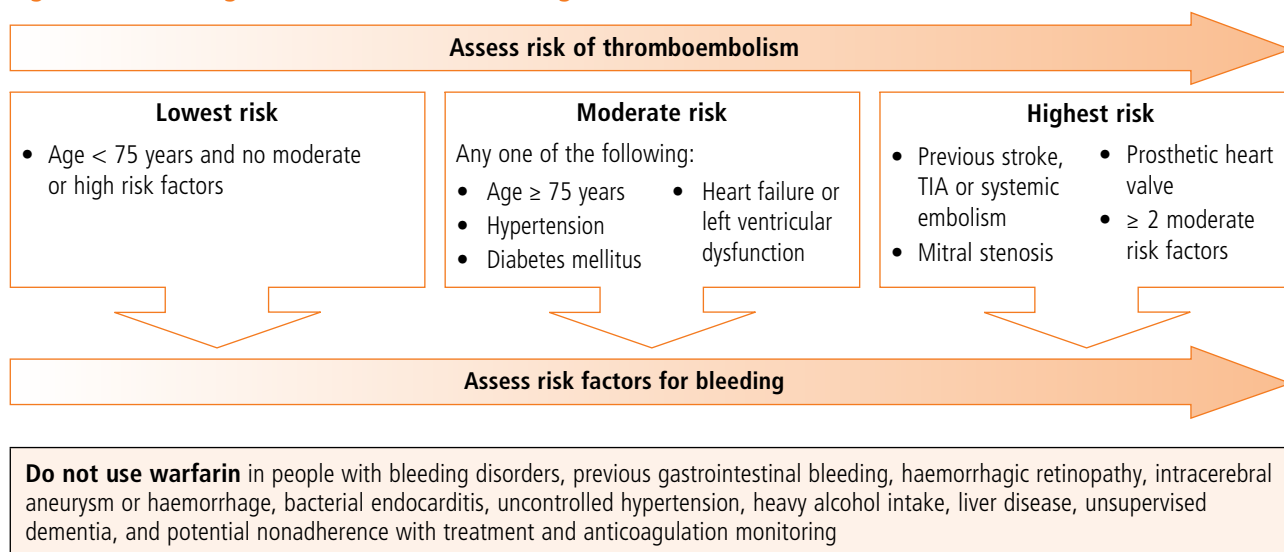 Assess risk of thromboembolism
Lowest risk
• Age < 75 years and no moderate
or high risk factors
Moderate risk
Any one of the following:
• Age ≥ 75 years
• Hypertension
• Diabetes mellitus
• Heart failure or
left ventricular
dysfunction
Highest risk
• Previous stroke,
TIA or systemic
embolism
• Mitral stenosis
• Prosthetic heart
valve
• ≥ 2 moderate
risk factors
Assess risk factors for bleeding
Do not use warfarin in people with bleeding disorders, previous gastrointestinal bleeding, haemorrhagic retinopathy, intracerebral
aneurysm or haemorrhage, bacterial endocarditis, uncontrolled hypertension, heavy alcohol intake, liver disease, unsupervised
dementia, and potential nonadherence with treatment and anticoagulation monitoring